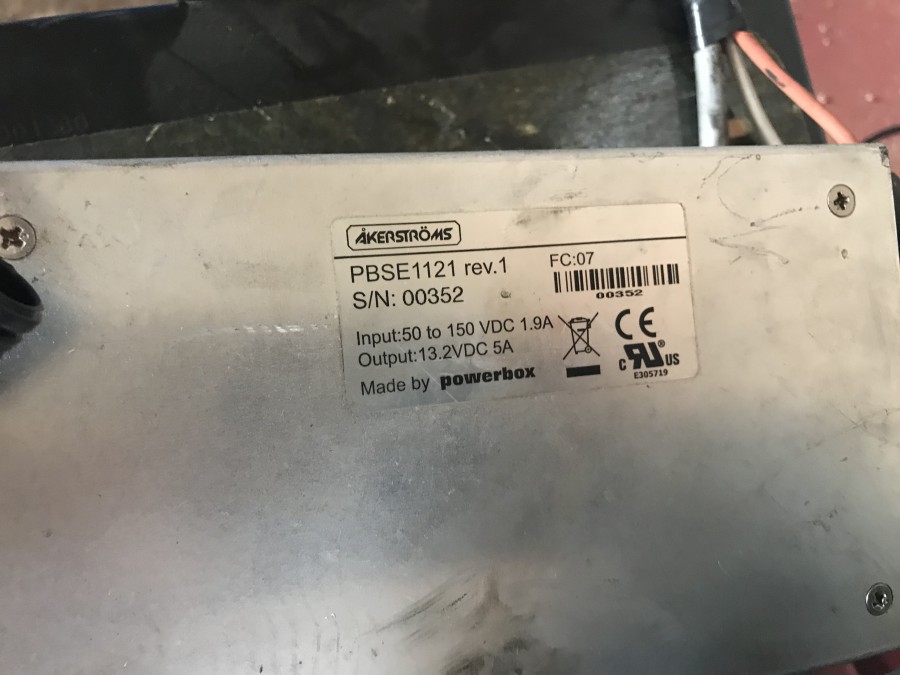 ÅKERSTRÖMS
PBSE1121 rev.1
FC:07
S/N: 00352
00352
Input:50 to 150 VDC 1.9A
Output:13.2VDC 5A
Made by powerbox
CE
c RU ® US
E305719